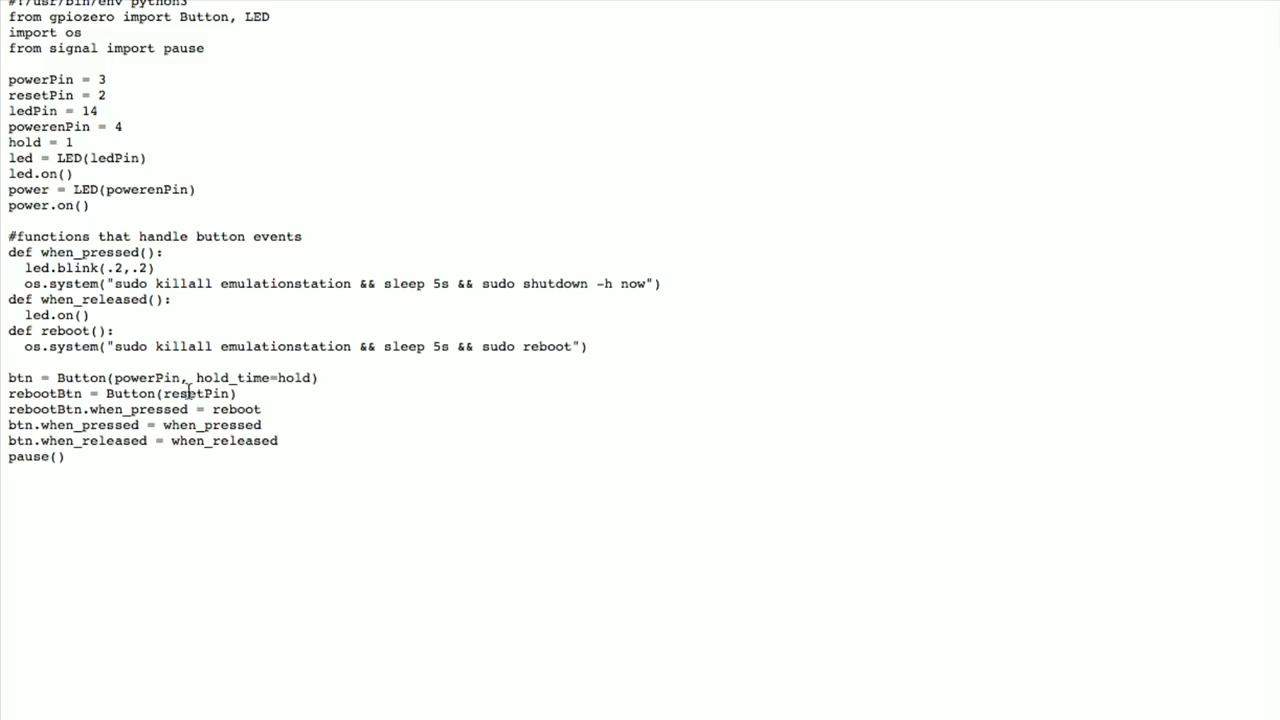 #!/usr/bin/env python3
from gpiozero import Button, LED
import os
from signal import pause

powerPin = 3
resetPin = 2
ledPin = 14
powerenPin = 4
hold = 1
led = LED(ledPin)
led.on()
power = LED(powerenPin)
power.on()

#functions that handle button events
def when_pressed():
  led.blink(.2,.2)
  os.system("sudo killall emulationstation && sleep 5s && sudo shutdown -h now")
def when_released():
  led.on()
def reboot():
  os.system("sudo killall emulationstation && sleep 5s && sudo reboot")

btn = Button(powerPin, hold_time=hold)
rebootBtn = Button(resetPin)
rebootBtn.when_pressed = reboot
btn.when_pressed = when_pressed
btn.when_released = when_released
pause()